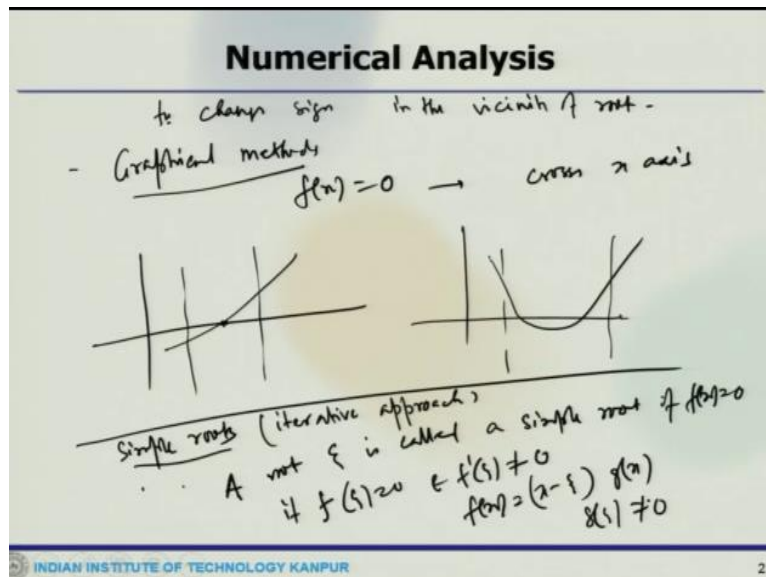 Numerical Analysis
to change sign in the vicinity of root -
- Graphical methods
f(x) = 0 → cross x axis
Simple roots (iterative approach)
A root ξ is called a simple root of f(x)=0
if f(ξ)=0 & f'(ξ) ≠ 0
f(x) = (x-ξ) g(x)
g(ξ) ≠ 0
INDIAN INSTITUTE OF TECHNOLOGY KANPUR
2